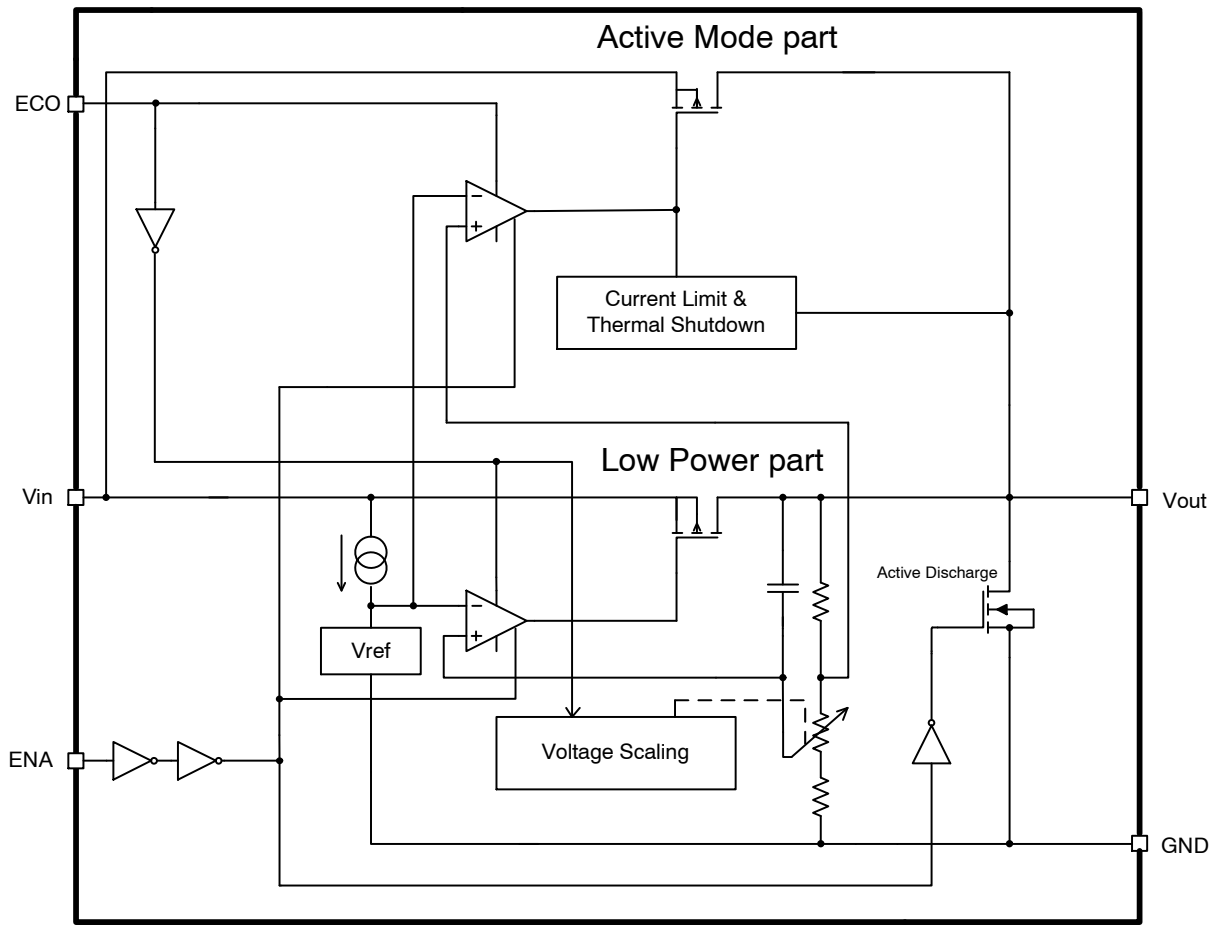 Active Mode part
ECO
−
+
Current Limit &
Thermal Shutdown
Low Power part
Vin
Vout
Active Discharge
−
+
Vref
Voltage Scaling
ENA
GND